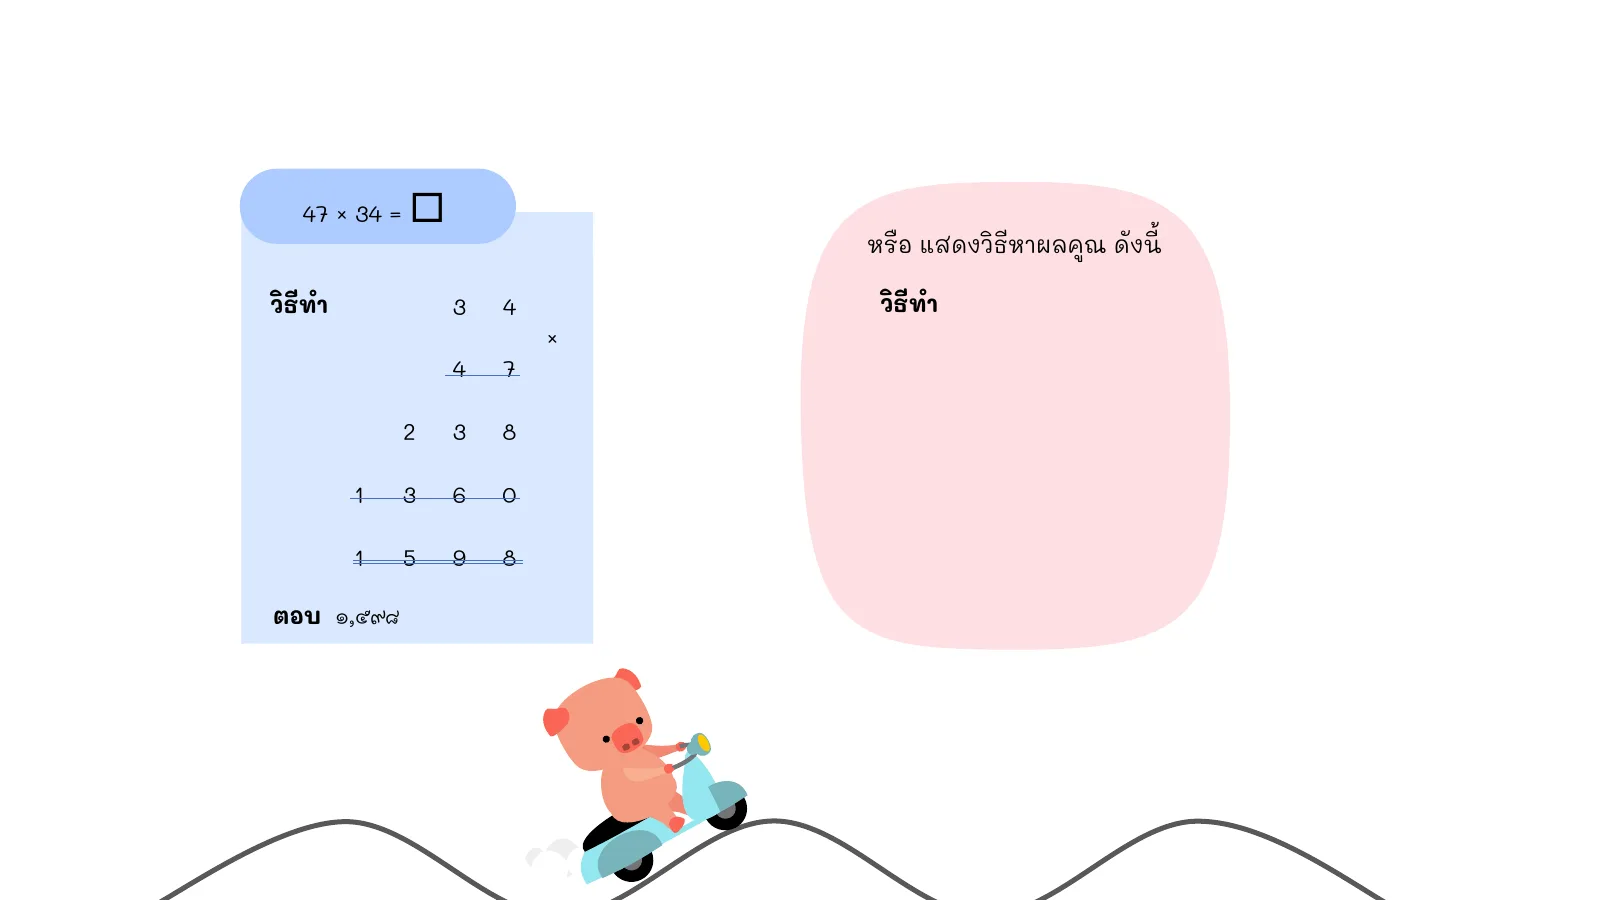 47 × 34 = □
วิธีทำ 3 4
×
4 7
2 3 8
1 3 6 0
1 5 9 8
ตอบ ๑,๕๙๘
หรือ แสดงวิธีหาผลคูณ ดังนี้
วิธีทำ